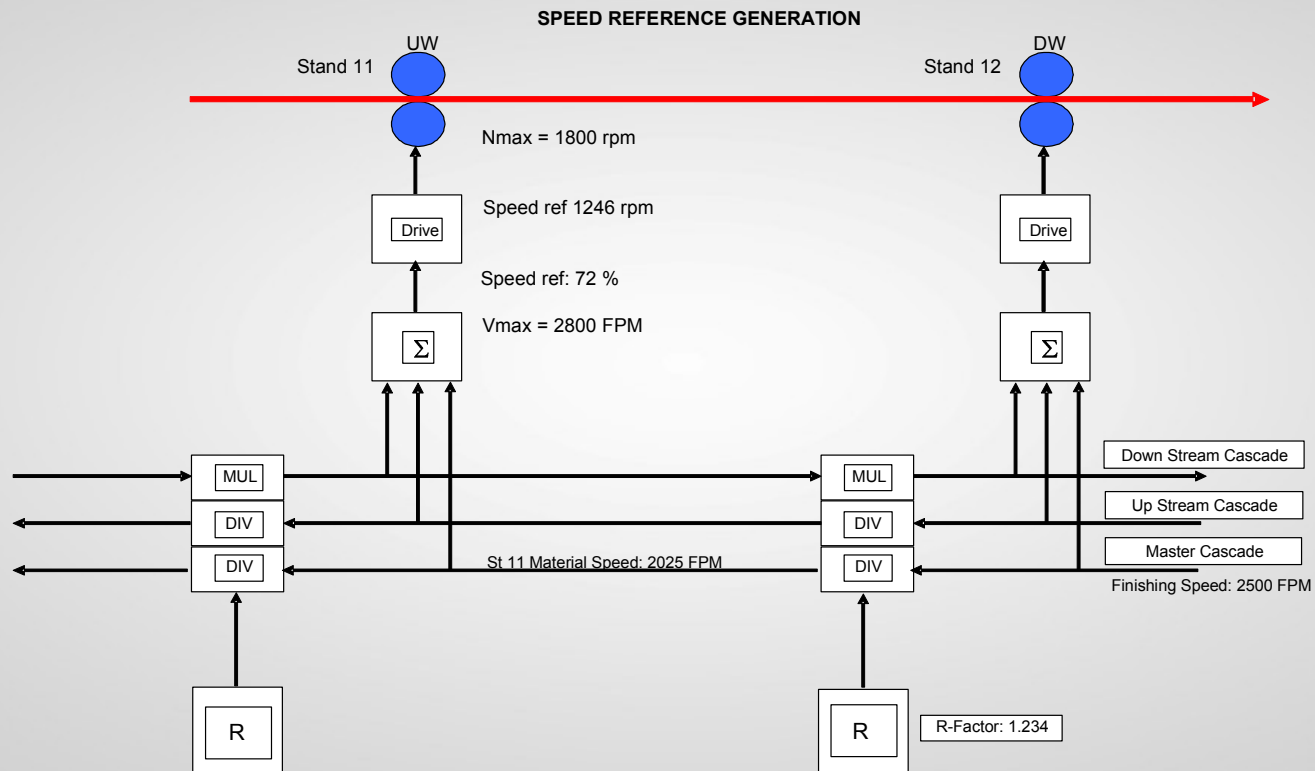 SPEED REFERENCE GENERATION
UW
DW
Stand 11
Stand 12
Nmax = 1800 rpm
Drive
Speed ref 1246 rpm
Drive
Speed ref: 72 %
Vmax = 2800 FPM
Σ
Σ
MUL
MUL
Down Stream Cascade
DIV
DIV
Up Stream Cascade
DIV
St 11 Material Speed: 2025 FPM
DIV
Master Cascade
Finishing Speed: 2500 FPM
R
R
R-Factor: 1.234